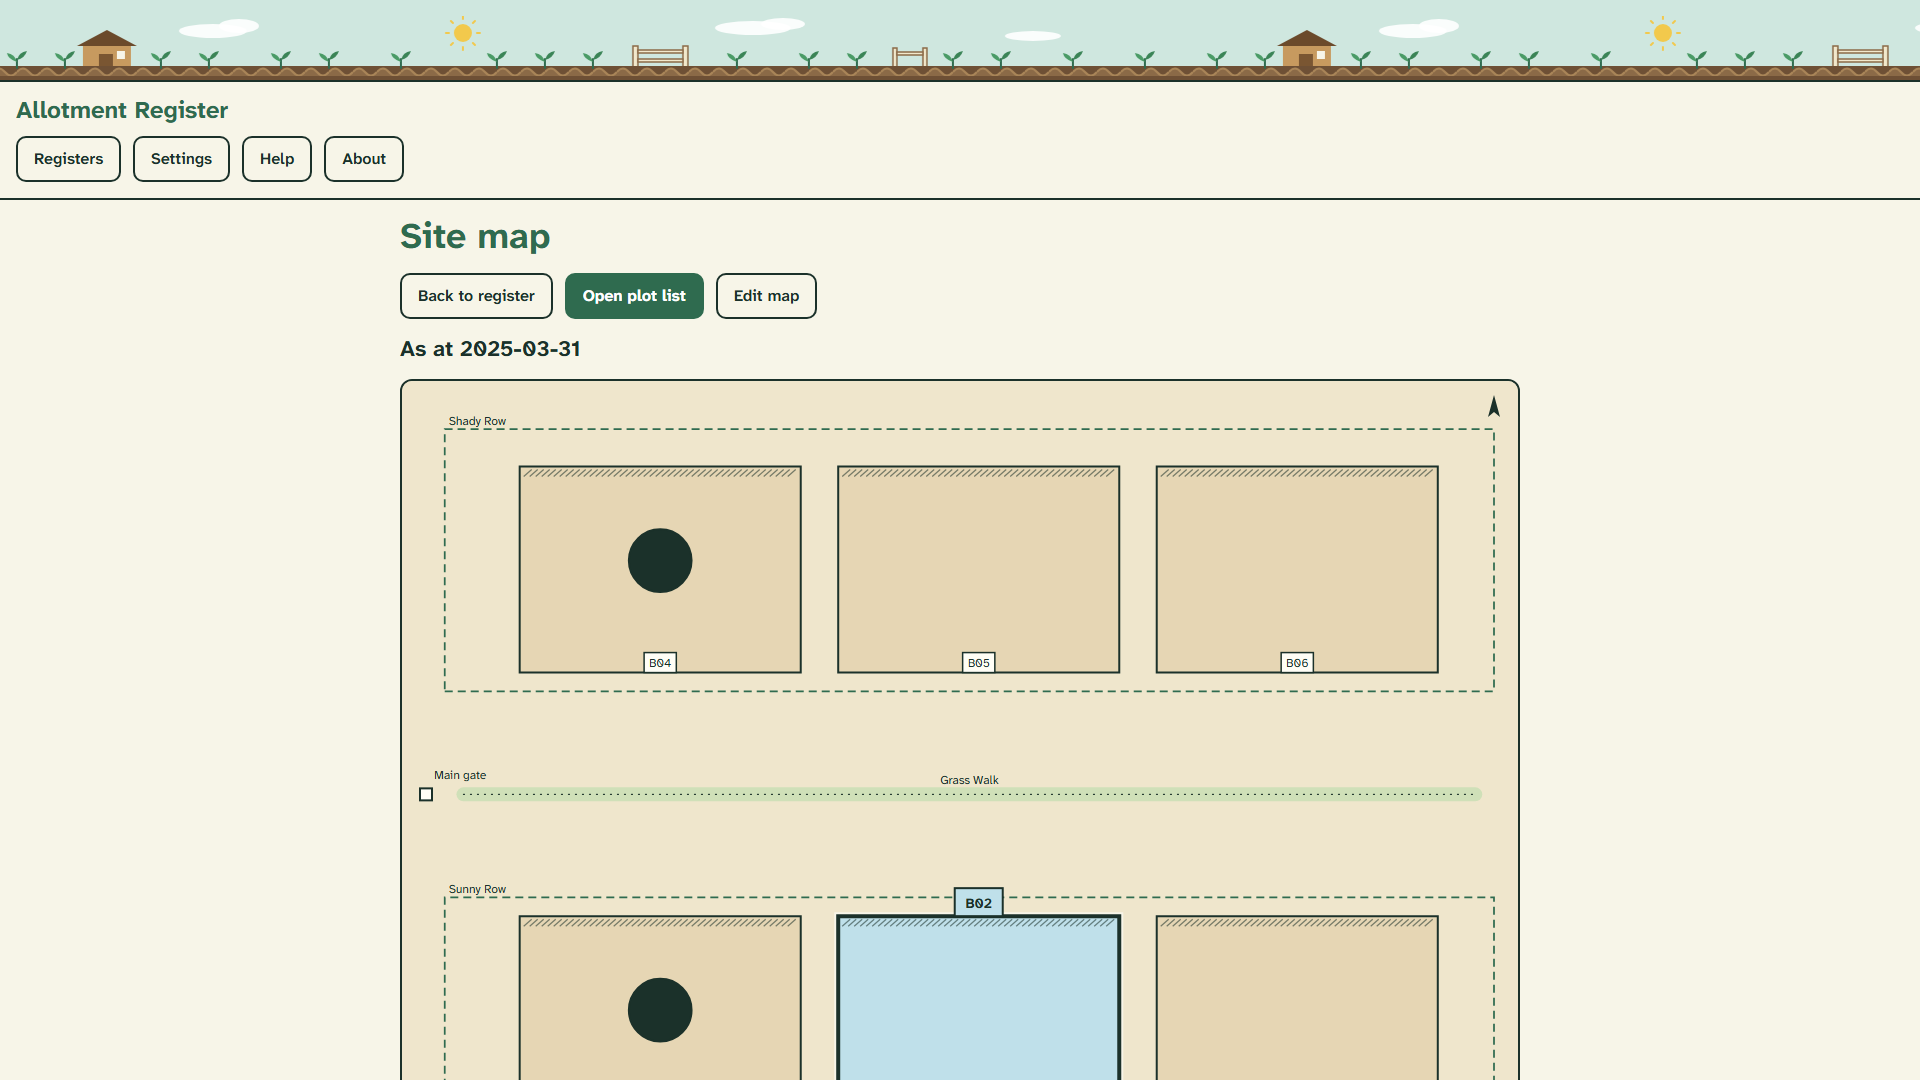 Allotment Register
Registers Settings Help About
Site map
Back to register Open plot list Edit map
As at 2025-03-31
Shady Row
B04 B05 B06
Main gate
Grass Walk
Sunny Row
B02